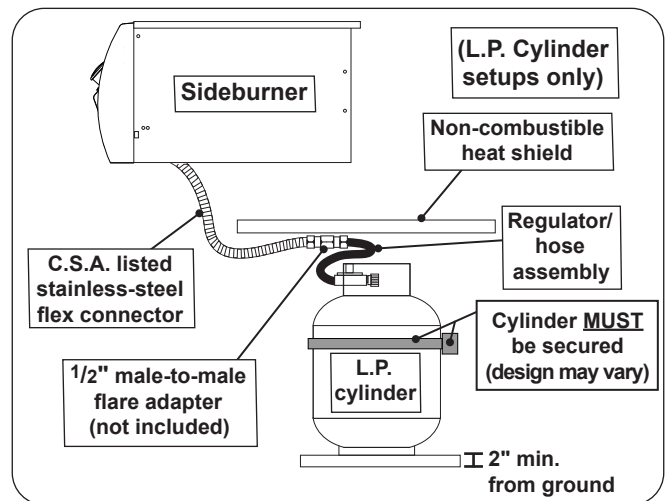 Sideburner
(L.P. Cylinder
setups only)
Non-combustible
heat shield
Regulator/
hose
assembly
C.S.A. listed
stainless-steel
flex connector
Cylinder MUST
be secured
(design may vary)
1/2" male-to-male
flare adapter
(not included)
L.P.
cylinder
2" min.
from ground